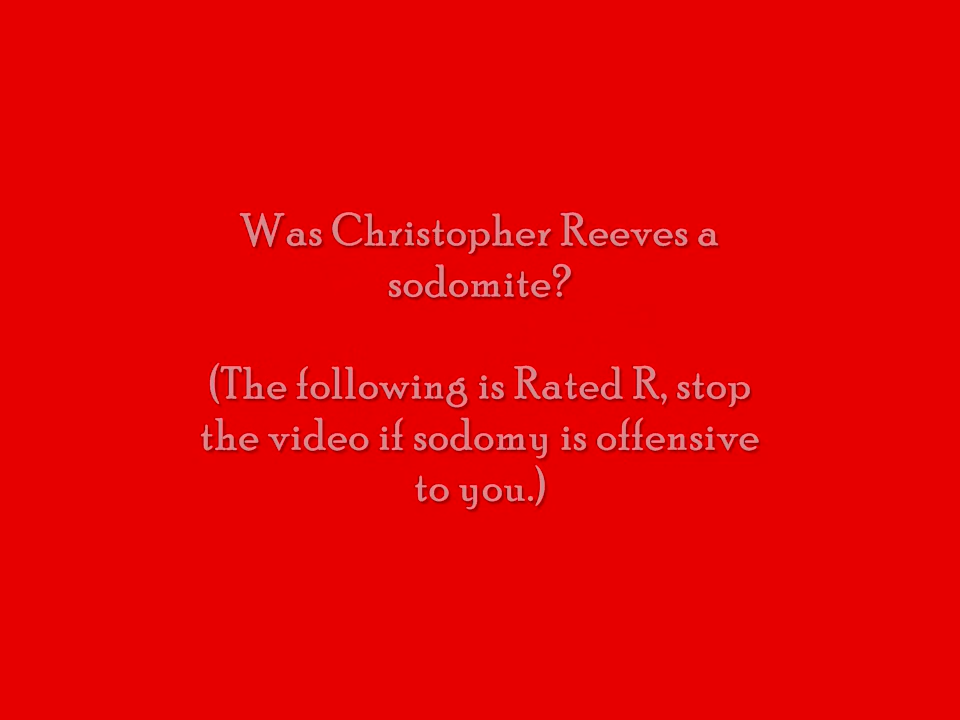 Was Christopher Reeves a
sodomite?
(The following is Rated R, stop
the video if sodomy is offensive
to you.)